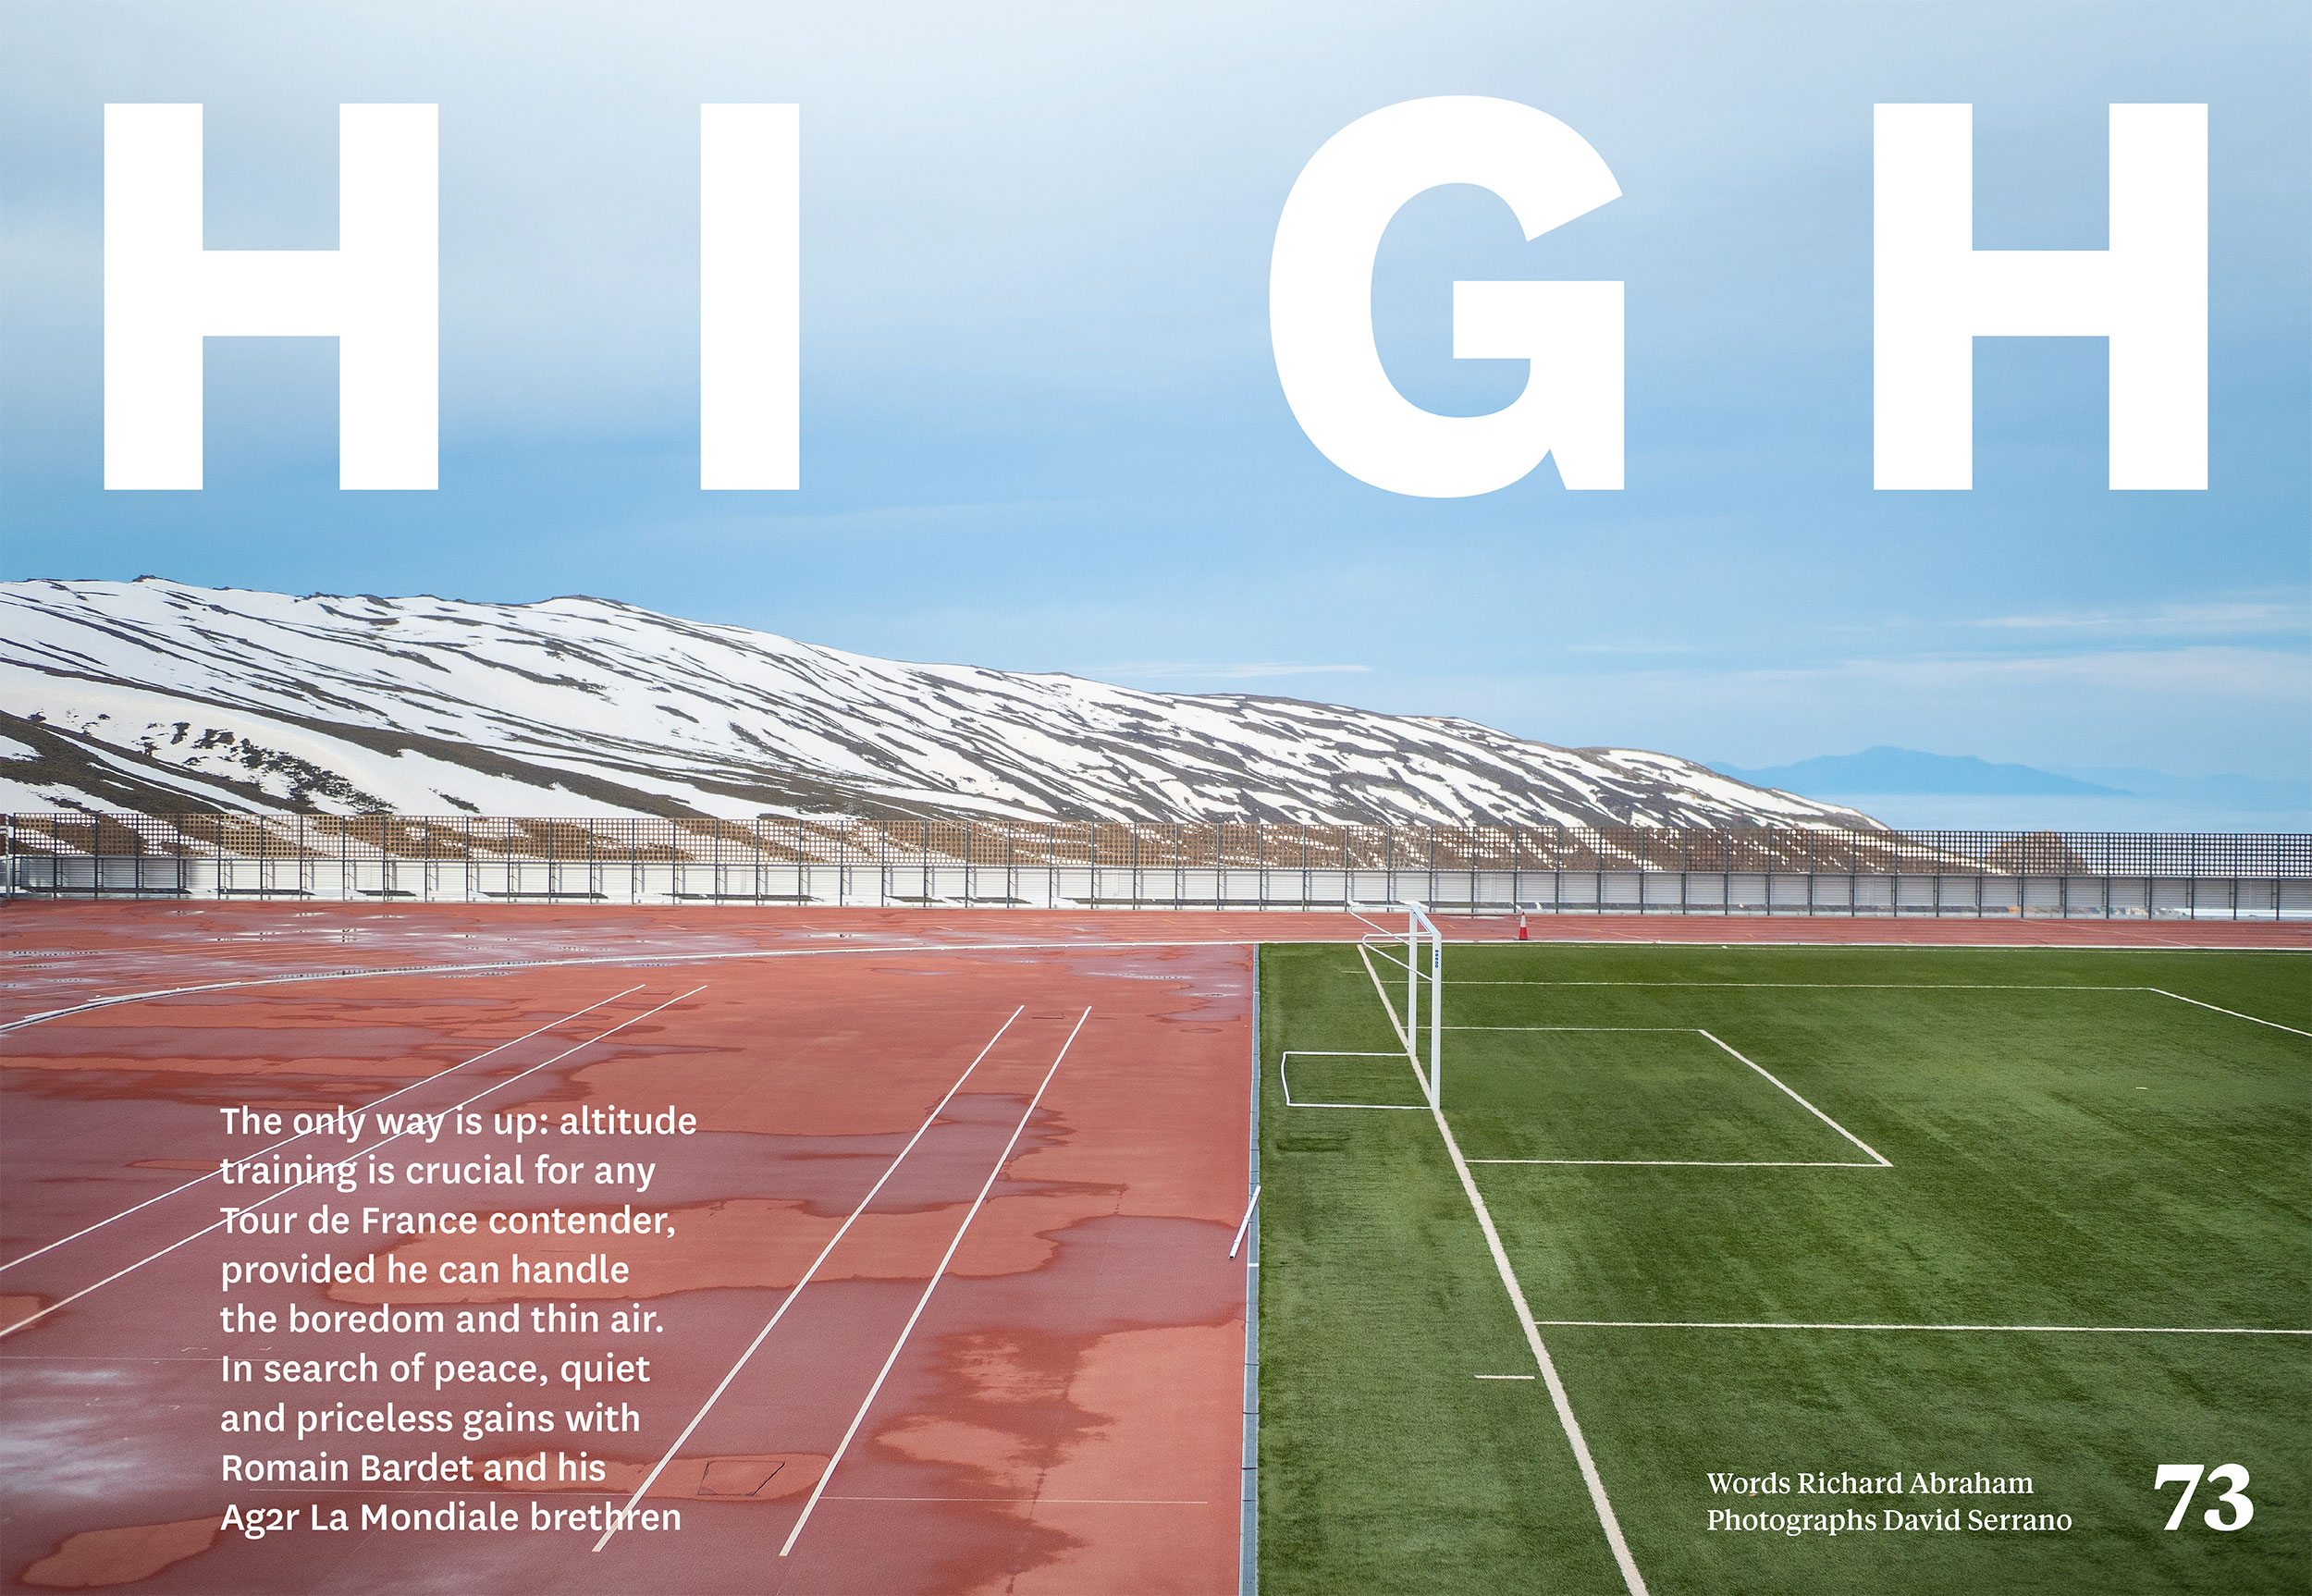 HIGH
The only way is up: altitude
training is crucial for any
Tour de France contender,
provided he can handle
the boredom and thin air.
In search of peace, quiet
and priceless gains with
Romain Bardet and his
Ag2r La Mondiale brethren
Words Richard Abraham
Photographs David Serrano
73